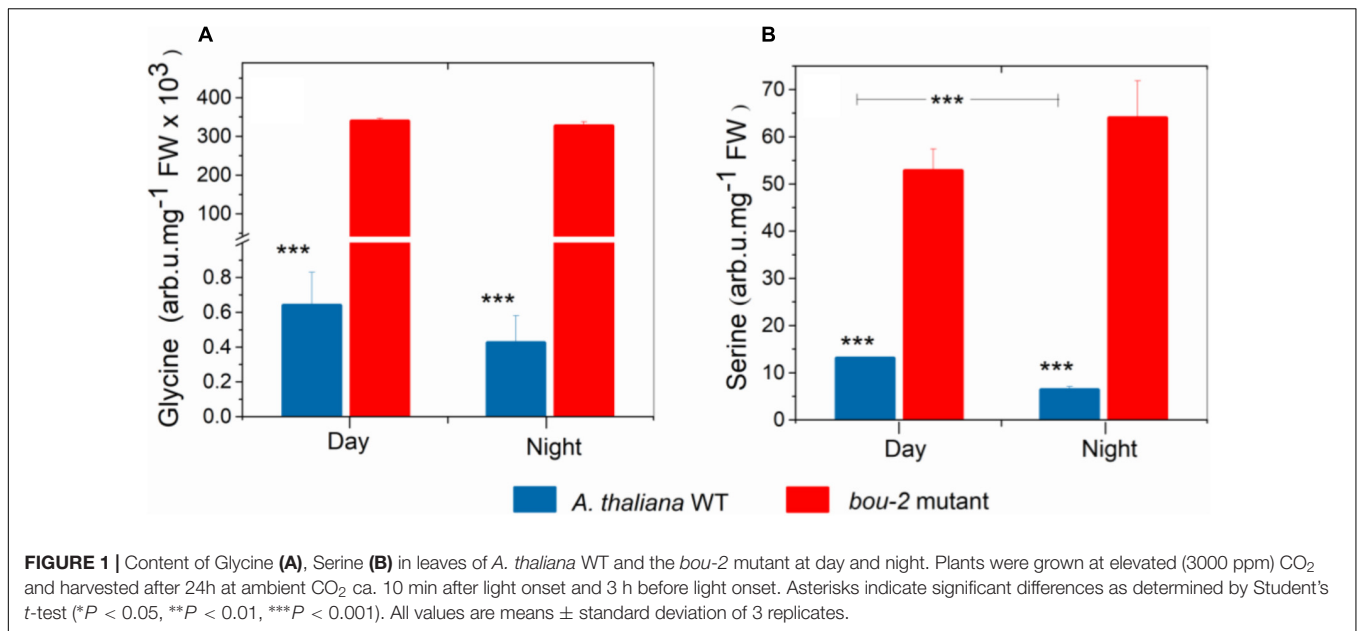 A
B
Glycine (arb.u.mg⁻¹ FW x 10³)
400
300
200
100
0.8
0.6
0.4
0.2
0.0
***
***
Day
Night
Serine (arb.u.mg⁻¹ FW)
70
60
50
40
30
20
10
0
***
***
***
Day
Night
A. thaliana WT
bou-2 mutant
FIGURE 1 | Content of Glycine (A), Serine (B) in leaves of A. thaliana WT and the bou-2 mutant at day and night. Plants were grown at elevated (3000 ppm) CO₂
and harvested after 24h at ambient CO₂ ca. 10 min after light onset and 3 h before light onset. Asterisks indicate significant differences as determined by Student's
t-test (*P < 0.05, **P < 0.01, ***P < 0.001). All values are means ± standard deviation of 3 replicates.